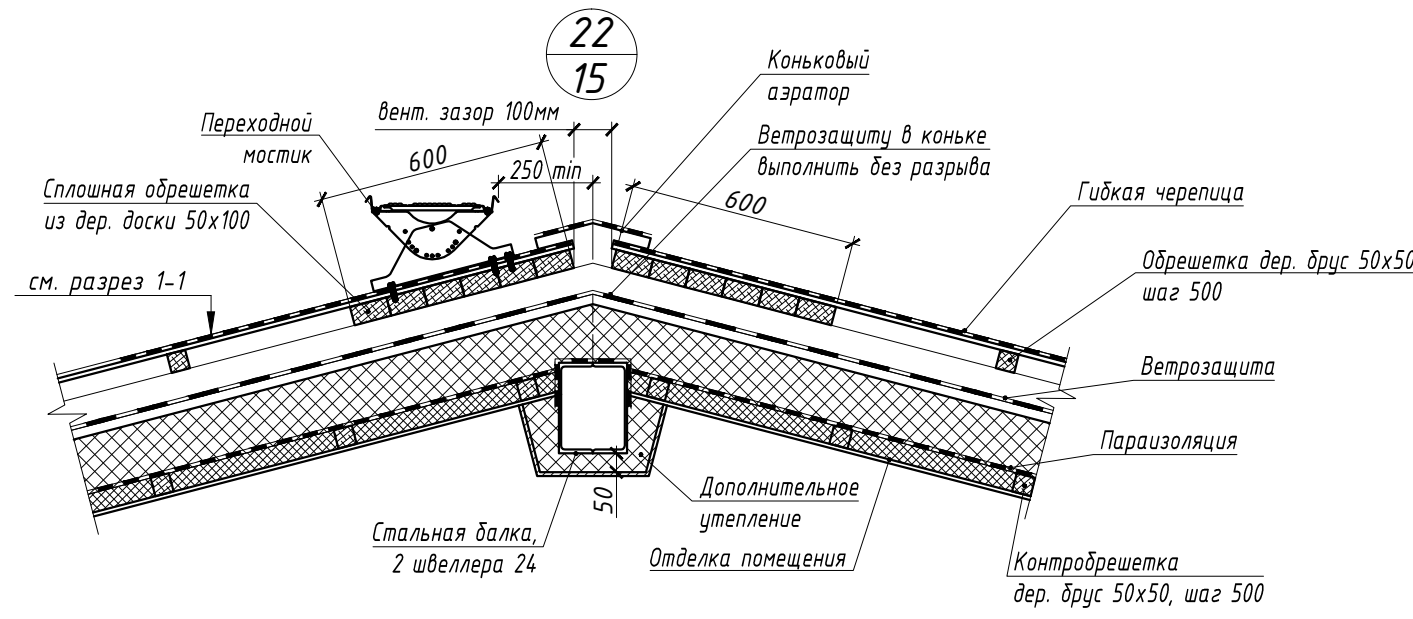 22
15
Коньковый
аэратор
вент. зазор 100мм
Переходной
мостик
600
250 min
Ветрозащиту в коньке
выполнить без разрыва
Сплошная обрешетка
из дер. доски 50х100
600
Гибкая черепица
см. разрез 1-1
Обрешетка дер. брус 50х50
шаг 500
Ветрозащита
Параизоляция
50
Дополнительное
утепление
Стальная балка,
2 швеллера 24
Отделка помещения
Контробрешетка
дер. брус 50х50, шаг 500